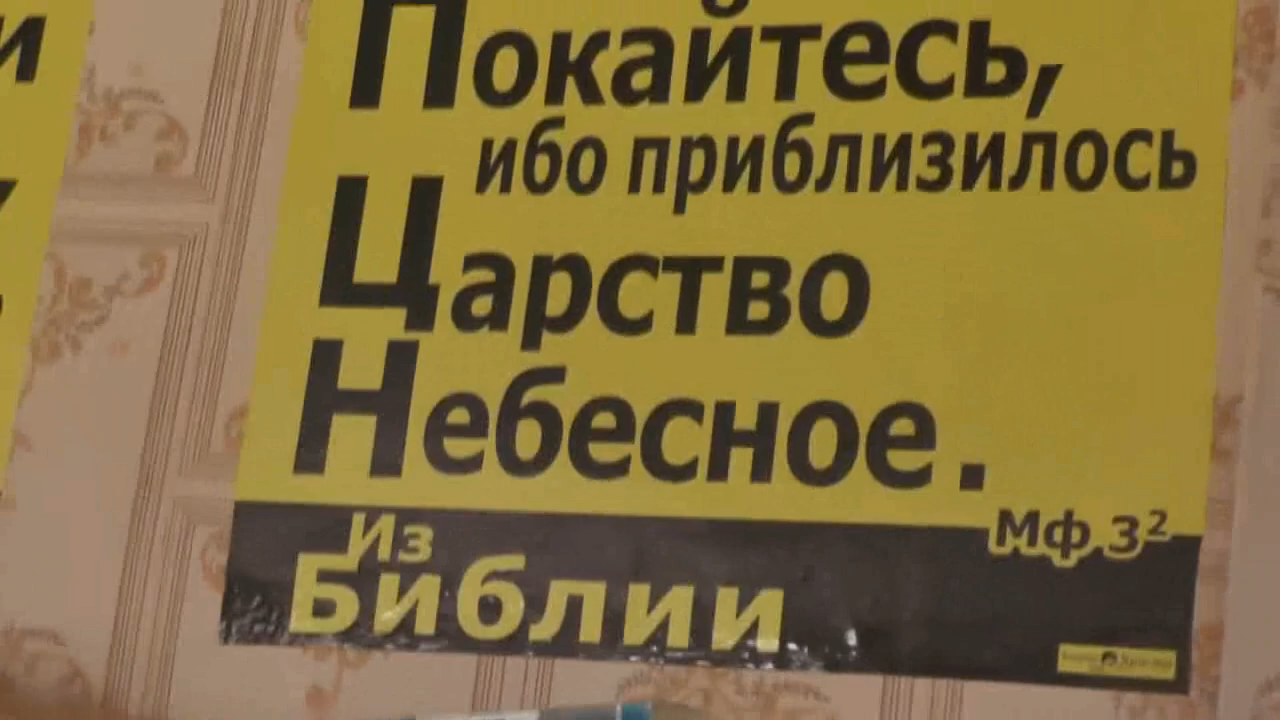 и
Покайтесь,
ибо приблизилось
Царство
Небесное.
Мф 3²
Из
Библии